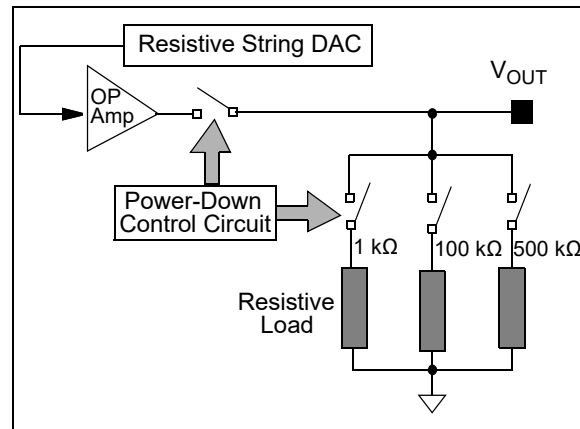 Resistive String DAC
VOUT
OP
Amp
Power-Down
Control Circuit
1 kΩ
100 kΩ
500 kΩ
Resistive
Load